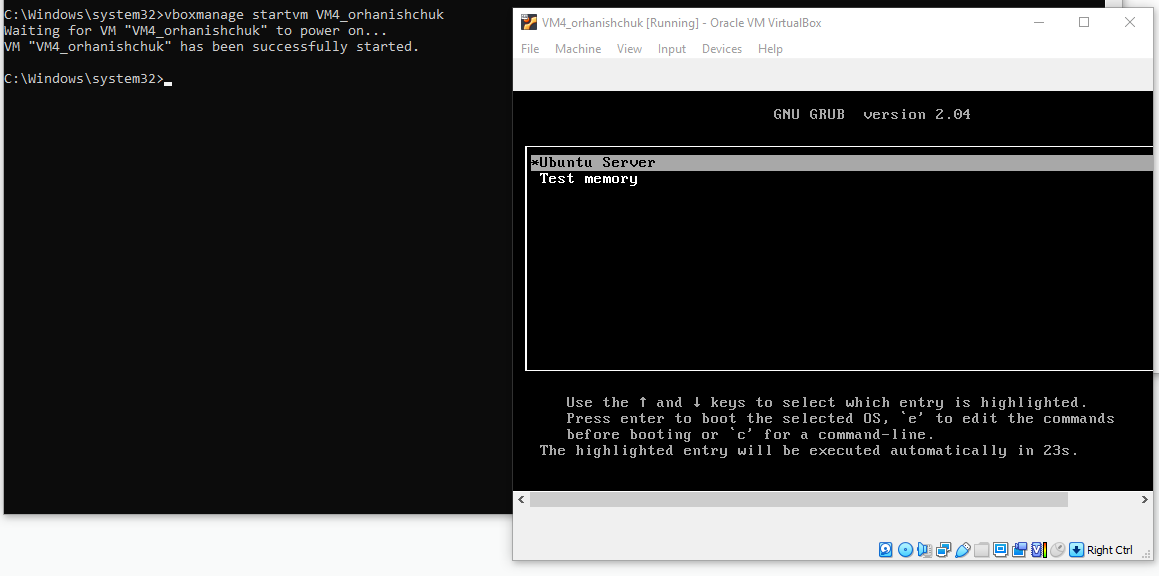 C:\Windows\system32>vboxmanage startvm VM4_orhanishchuk
Waiting for VM "VM4_orhanishchuk" to power on...
VM "VM4_orhanishchuk" has been successfully started.
C:\Windows\system32>
VM4_orhanishchuk [Running] - Oracle VM VirtualBox
File Machine View Input Devices Help
GNU GRUB  version 2.04
*Ubuntu Server
Test memory
Use the ↑ and ↓ keys to select which entry is highlighted.
Press enter to boot the selected OS, `e' to edit the commands
before booting or `c' for a command-line.
The highlighted entry will be executed automatically in 23s.
Right Ctrl